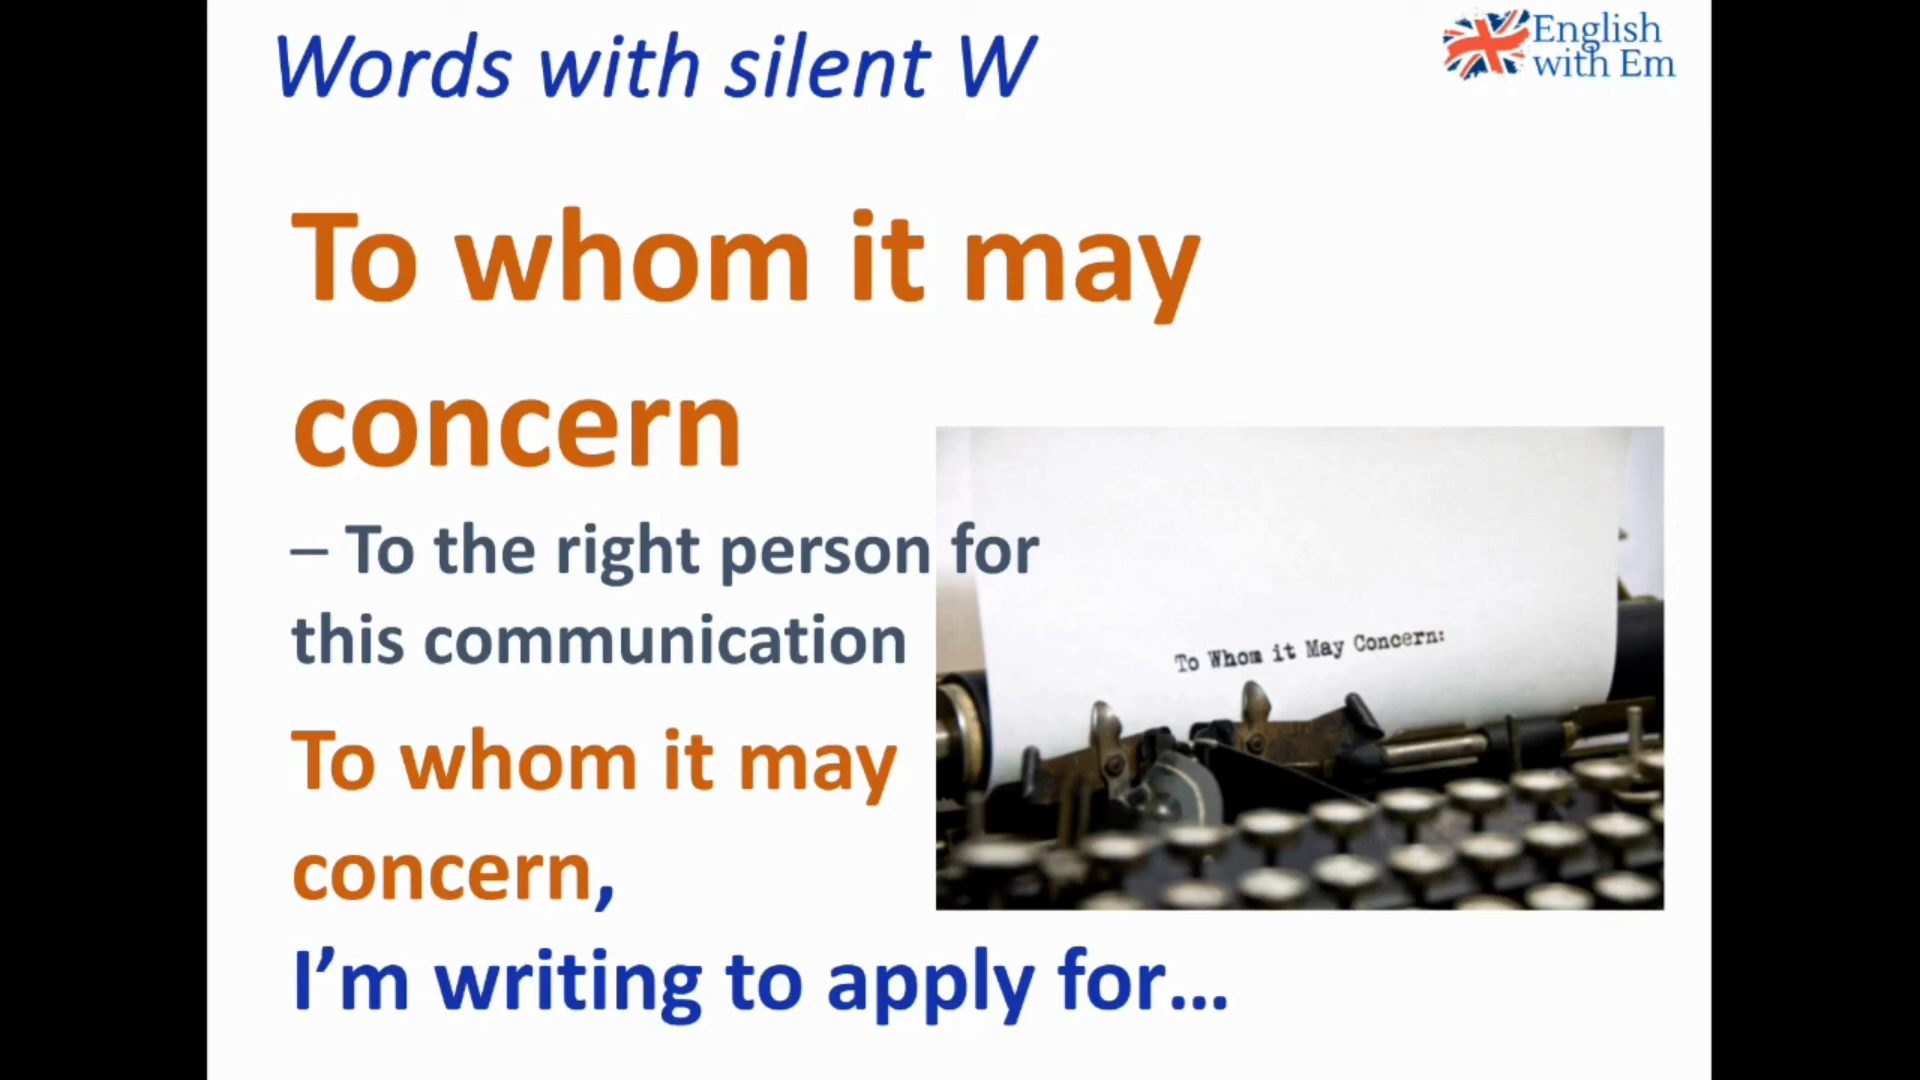 Words with silent W
English
with Em
To whom it may
concern
– To the right person for
this communication
To Whom it May Concern:
To whom it may
concern,
I’m writing to apply for...